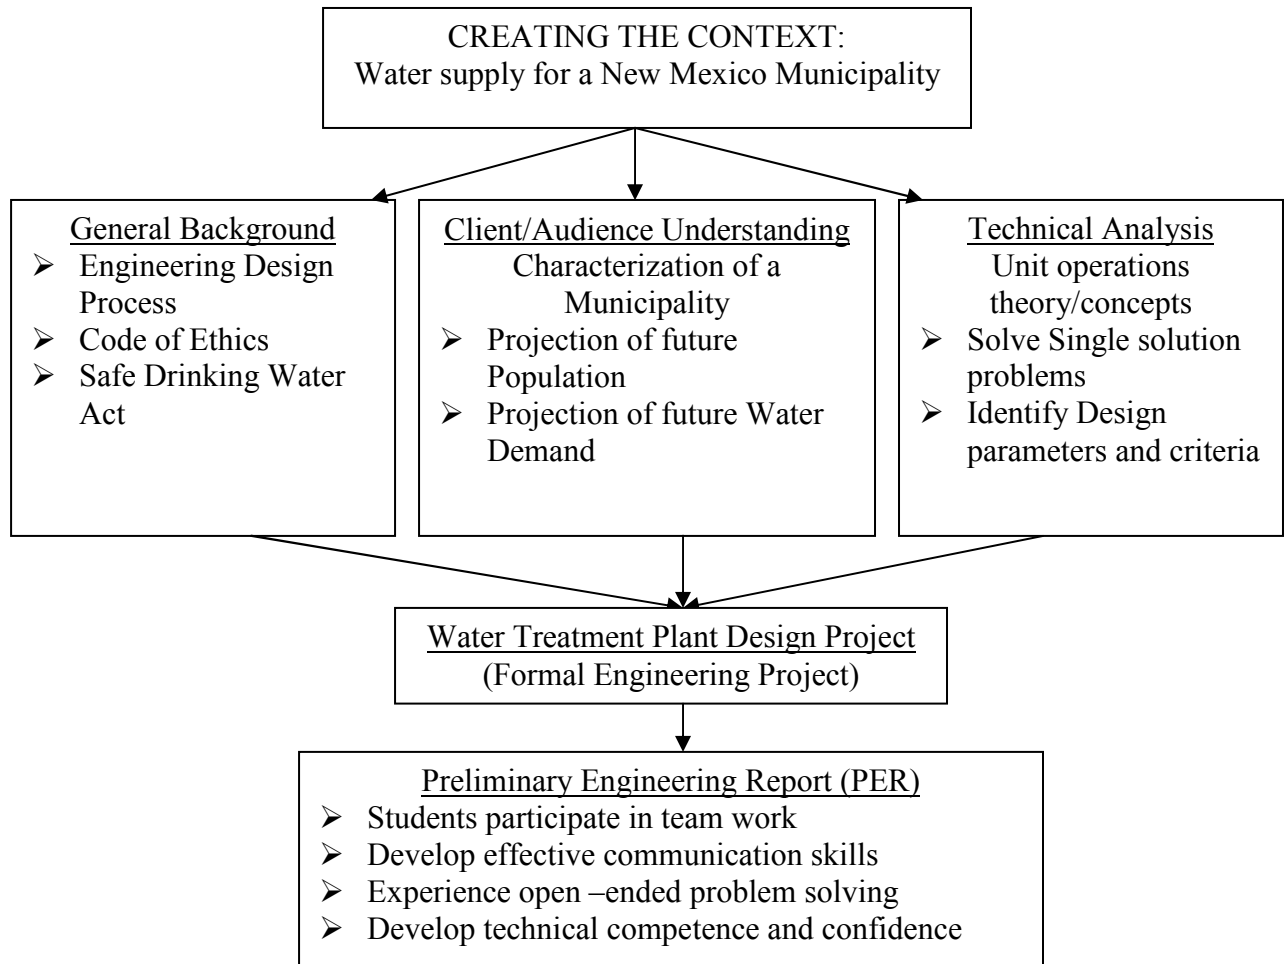 CREATING THE CONTEXT:
Water supply for a New Mexico Municipality
General Background
➢ Engineering Design
Process
➢ Code of Ethics
➢ Safe Drinking Water
Act
Client/Audience Understanding
Characterization of a
Municipality
➢ Projection of future
Population
➢ Projection of future Water
Demand
Technical Analysis
Unit operations
theory/concepts
➢ Solve Single solution
problems
➢ Identify Design
parameters and criteria
Water Treatment Plant Design Project
(Formal Engineering Project)
Preliminary Engineering Report (PER)
➢ Students participate in team work
➢ Develop effective communication skills
➢ Experience open –ended problem solving
➢ Develop technical competence and confidence